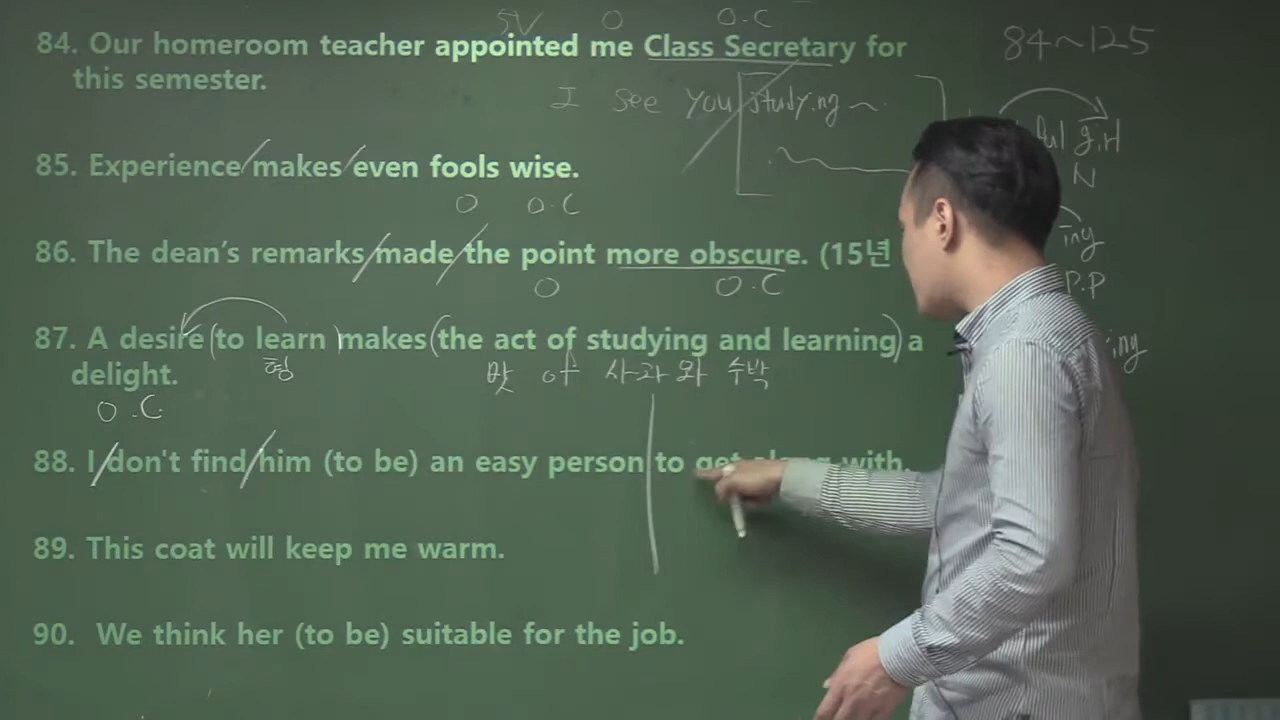 SV O O.C
84. Our homeroom teacher appointed me Class Secretary for
this semester.
84~125
I see you studying ~
girl
N
85. Experience makes even fools wise.
O O.C
ing
86. The dean's remarks made the point more obscure. (15년
P.P
O O.C
87. A desire (to learn) makes (the act of studying and learning) a
ing
delight.
형
맛 of 사과와 수박
O.C
88. I don't find him (to be) an easy person to get along with.
89. This coat will keep me warm.
90. We think her (to be) suitable for the job.